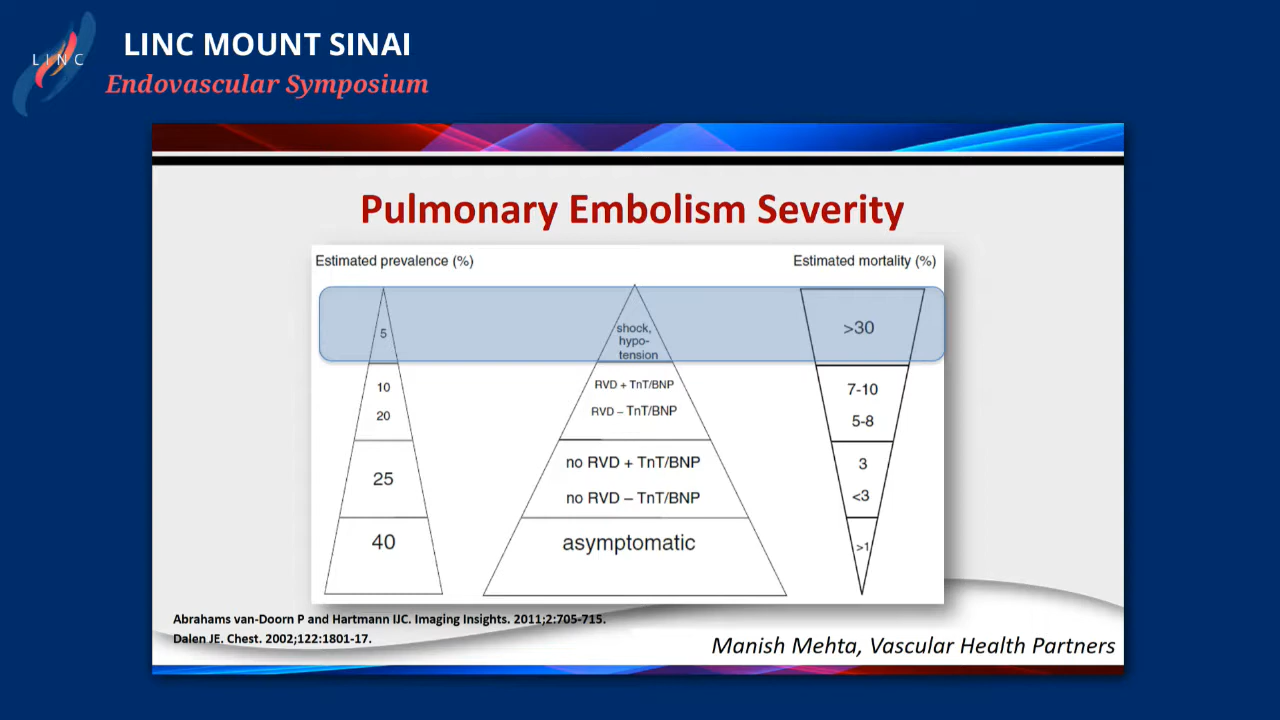 LINC
LINC MOUNT SINAI
Endovascular Symposium
Pulmonary Embolism Severity
Estimated prevalence (%)
Estimated mortality (%)
5
shock,
hypo-
tension
>30
10
RVD + TnT/BNP
7-10
20
RVD – TnT/BNP
5-8
25
no RVD + TnT/BNP
3
no RVD – TnT/BNP
<3
40
asymptomatic
>1
Abrahams van-Doorn P and Hartmann IJC. Imaging Insights. 2011;2:705-715.
Dalen JE. Chest. 2002;122:1801-17.
Manish Mehta, Vascular Health Partners